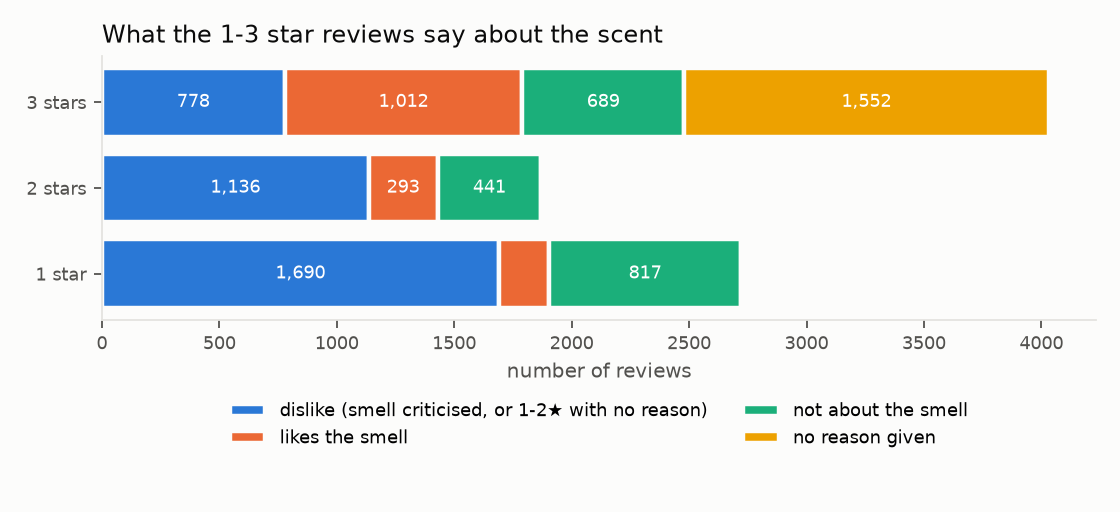 What the 1-3 star reviews say about the scent
3 stars
778
1,012
689
1,552
2 stars
1,136
293
441
1 star
1,690
817
0
500
1000
1500
2000
2500
3000
3500
4000
number of reviews
dislike (smell criticised, or 1-2★ with no reason)
likes the smell
not about the smell
no reason given